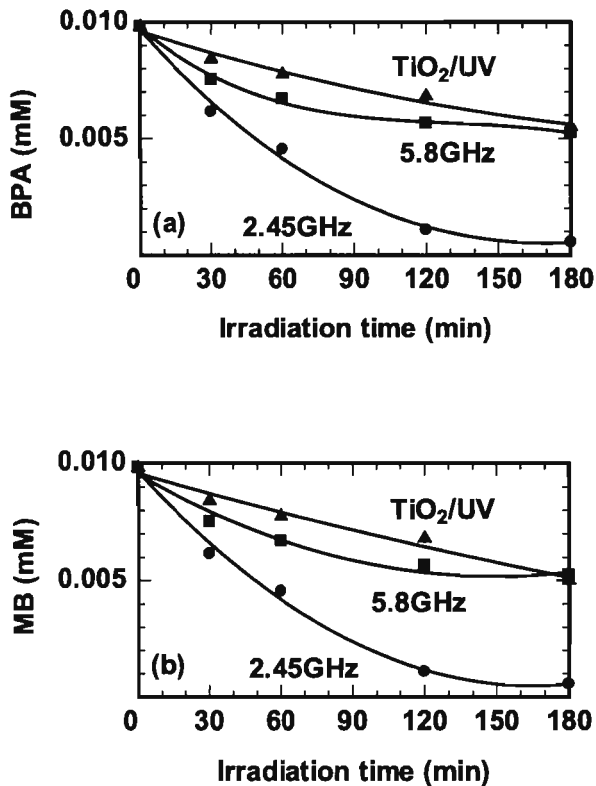 0.010
TiO2/UV
0.005
5.8GHz
BPA (mM)
(a)
2.45GHz
0 30 60 90 120 150 180
Irradiation time (min)
0.010
TiO2/UV
0.005
5.8GHz
MB (mM)
(b)
2.45GHz
0 30 60 90 120 150 180
Irradiation time (min)